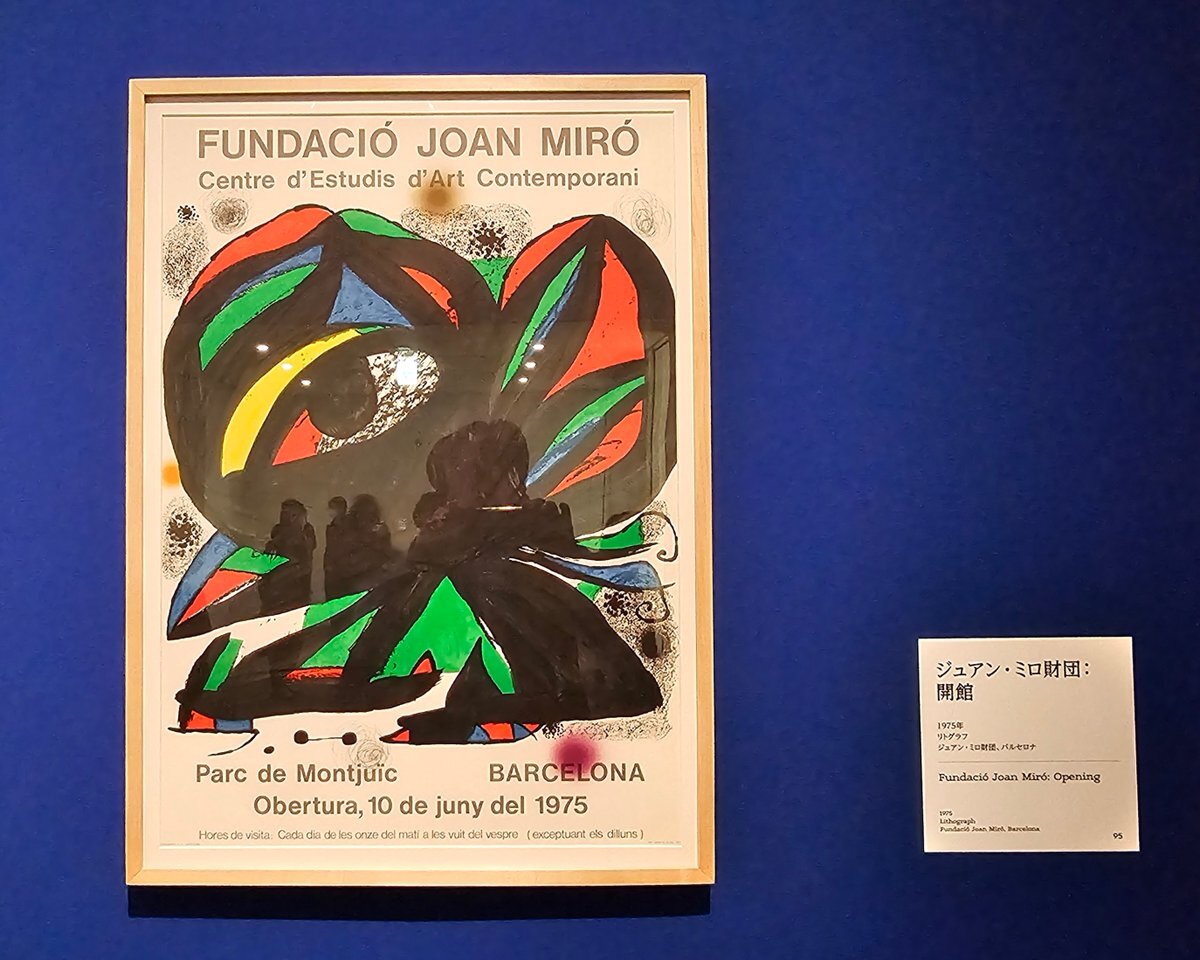 FUNDACIÓ JOAN MIRÓ
Centre d'Estudis d'Art Contemporani
Parc de Montjuïc BARCELONA
Obertura, 10 de juny del 1975
Hores de visita: Cada dia de les onze del matí a les vuit del vespre (exceptuant els dilluns)
ジュアン・ミロ財団：
開館
1975年
リトグラフ
ジュアン・ミロ財団、バルセロナ
Fundació Joan Miró: Opening
1975
Lithograph
Fundació Joan Miró, Barcelona
95